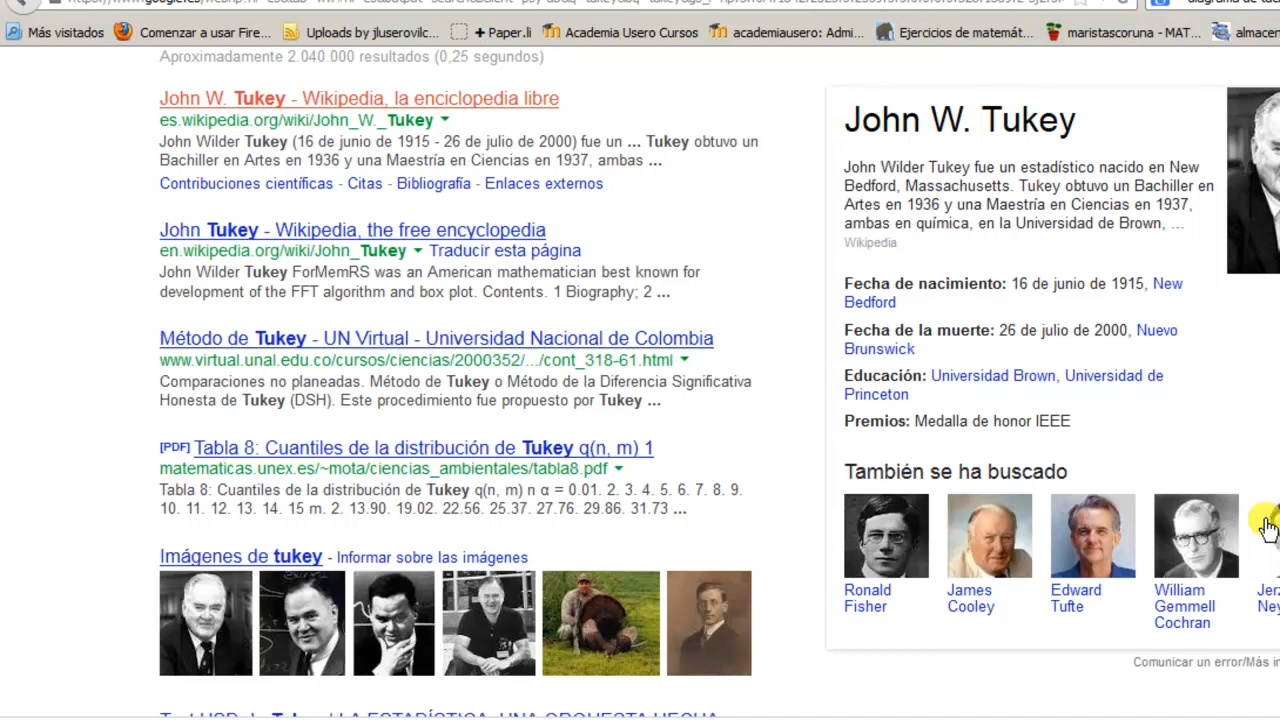 Más visitados
Comenzar a usar Fire...
Uploads by jluserovilc...
+ Paper.li
Academia Usero Cursos
academiausero: Admi...
Ejercicios de matemát...
maristascoruna - MAT...
almacen
Aproximadamente 2.040.000 resultados (0,25 segundos)
John W. Tukey - Wikipedia, la enciclopedia libre
es.wikipedia.org/wiki/John_W._Tukey
John Wilder Tukey (16 de junio de 1915 - 26 de julio de 2000) fue un ... Tukey obtuvo un
Bachiller en Artes en 1936 y una Maestría en Ciencias en 1937, ambas ...
Contribuciones científicas - Citas - Bibliografía - Enlaces externos
John Tukey - Wikipedia, the free encyclopedia
en.wikipedia.org/wiki/John_Tukey Traducir esta página
John Wilder Tukey ForMemRS was an American mathematician best known for
development of the FFT algorithm and box plot. Contents. 1 Biography; 2 ...
Método de Tukey - UN Virtual - Universidad Nacional de Colombia
www.virtual.unal.edu.co/cursos/ciencias/2000352/.../cont_318-61.html
Comparaciones no planeadas. Método de Tukey o Método de la Diferencia Significativa
Honesta de Tukey (DSH). Este procedimiento fue propuesto por Tukey ...
[PDF] Tabla 8: Cuantiles de la distribución de Tukey q(n, m) 1
matematicas.unex.es/~mota/ciencias_ambientales/tabla8.pdf
Tabla 8: Cuantiles de la distribución de Tukey q(n, m) n α = 0.01. 2. 3. 4. 5. 6. 7. 8. 9.
10. 11. 12. 13. 14. 15 m. 2. 13.90. 19.02. 22.56. 25.37. 27.76. 29.86. 31.73 ...
Imágenes de tukey - Informar sobre las imágenes
John W. Tukey
John Wilder Tukey fue un estadístico nacido en New
Bedford, Massachusetts. Tukey obtuvo un Bachiller en
Artes en 1936 y una Maestría en Ciencias en 1937,
ambas en química, en la Universidad de Brown, ...
Wikipedia
Fecha de nacimiento: 16 de junio de 1915, New
Bedford
Fecha de la muerte: 26 de julio de 2000, Nuevo
Brunswick
Educación: Universidad Brown, Universidad de
Princeton
Premios: Medalla de honor IEEE
También se ha buscado
Ronald
Fisher
James
Cooley
Edward
Tufte
William
Gemmell
Cochran
Jerz
Ney
Comunicar un error/Más in